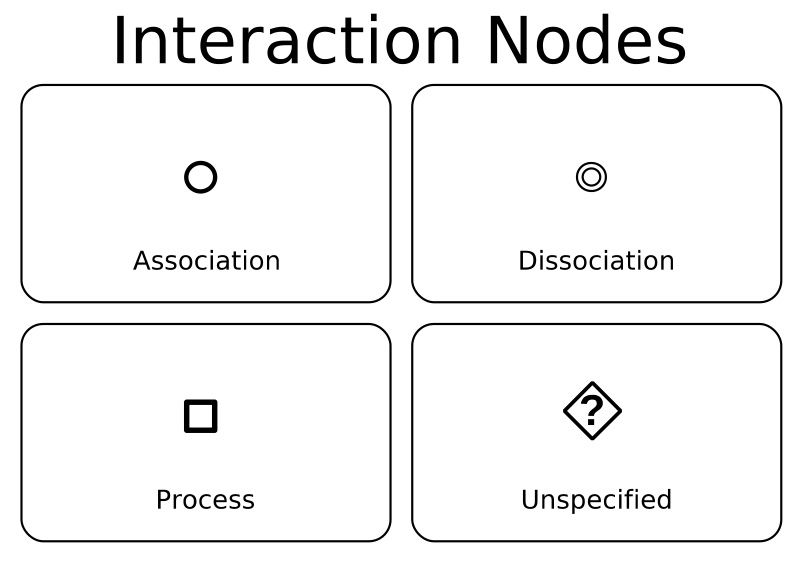 Interaction Nodes
Association
Dissociation
Process
?
Unspecified